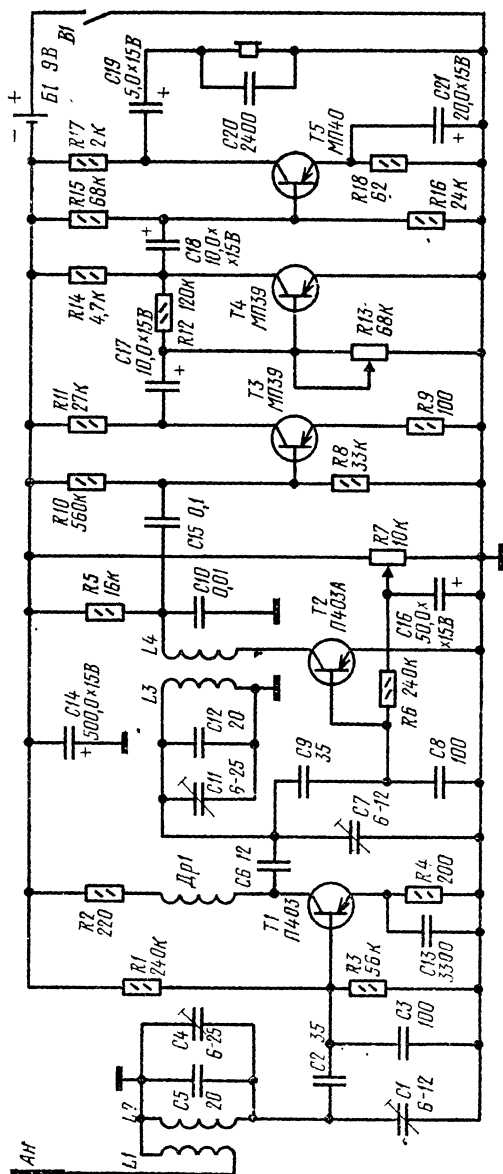 Ан
L1
L2
C5
20
C4
6-25
C1
6-12
C2 35
C3
100
R1
240К
R3
56К
R2
220
Др1
T1
П403
C13
3300
R4
200
C6 12
C7
6-12
C9
35
C8
100
C11
6-25
C12
20
L3
L4
C14
500,0×15В
R5
16К
C10
0,01
T2
П403А
R6 240К
C16
50,0×
×15В
R7
10К
C15 0,1
R10
560К
R8
33К
R11
27К
T3
МП39
R9
100
C17
10,0×15В
R12 120К
R13
68К
R14
4,7К
T4
МП39
C18
10,0×
×15В
R15
68К
R16
24К
R17
2К
T5
МП40
R18
62
C21
20,0×15В
C19
5,0×15В
C20
2400
Б1 9В
В1